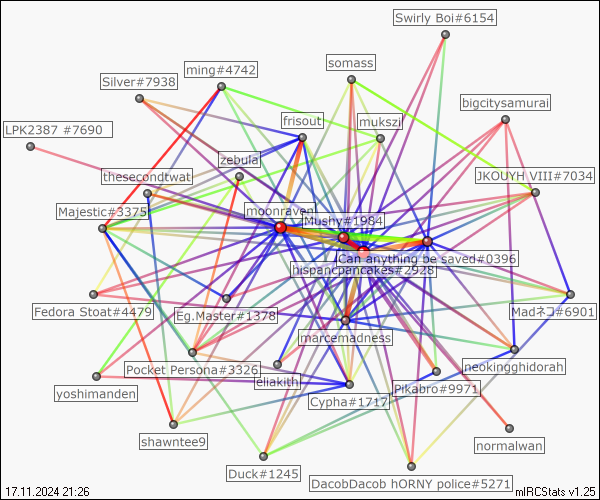 Swirly Boi#6154
ming#4742
somass
Silver#7938
bigcitysamurai
frisout
mukszi
LPK2387 #7690
zebula
thesecondtwat
JKOUYH VIII#7034
Majestic#3375
moonraven
Mushy#1984
Can anything be saved#0396
hispancpancakes#2928
Fedora Stoat#4479
Eg.Master#1378
Madネコ#6901
marcemadness
Pocket Persona#3326
neokingghidorah
eliakith
yoshimanden
Cypha#1717
Pikabro#9971
shawntee9
normalwan
Duck#1245
DacobDacob hORNY police#5271
17.11.2024 21:26
mIRCStats v1.25